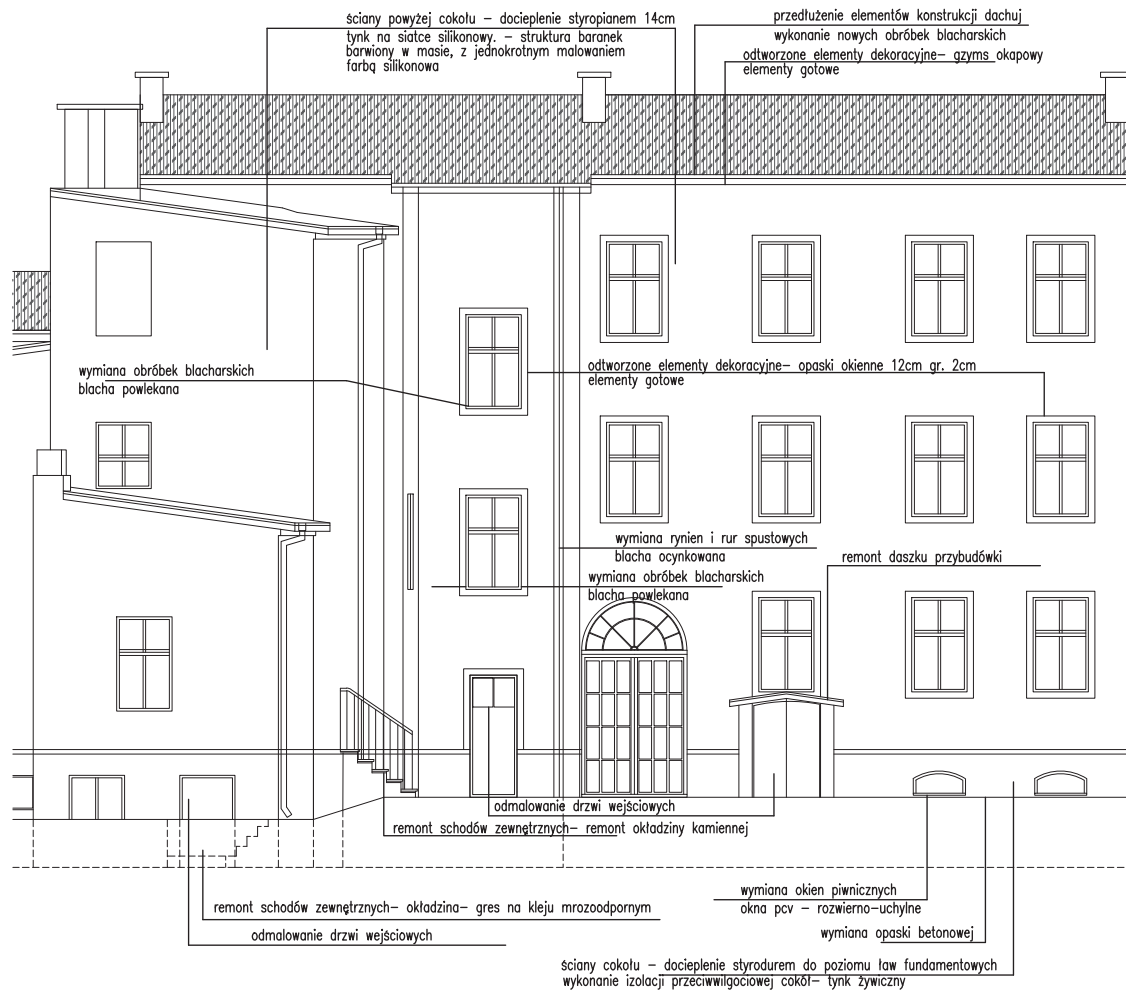 ściany powyżej cokołu – docieplenie styropianem 14cm
tynk na siatce silikonowy. – struktura baranek
barwiony w masie, z jednokrotnym malowaniem
farbą silikonowa
przedłużenie elementów konstrukcji dachuj
wykonanie nowych obróbek blacharskich
odtworzone elementy dekoracyjne– gzyms okapowy
elementy gotowe
wymiana obróbek blacharskich
blacha powlekana
odtworzone elementy dekoracyjne– opaski okienne 12cm gr. 2cm
elementy gotowe
wymiana rynien i rur spustowych
blacha ocynkowana
remont daszku przybudówki
wymiana obróbek blacharskich
blacha powlekana
odmalowanie drzwi wejściowych
remont schodów zewnętrznych– remont okładziny kamiennej
wymiana okien piwnicznych
okna pcv – rozwierno–uchylne
remont schodów zewnętrznych– okładzina– gres na kleju mrozoodpornym
odmalowanie drzwi wejściowych
wymiana opaski betonowej
ściany cokołu – docieplenie styrodurem do poziomu ław fundamentowych
wykonanie izolacji przeciwwilgociowej cokół– tynk żywiczny